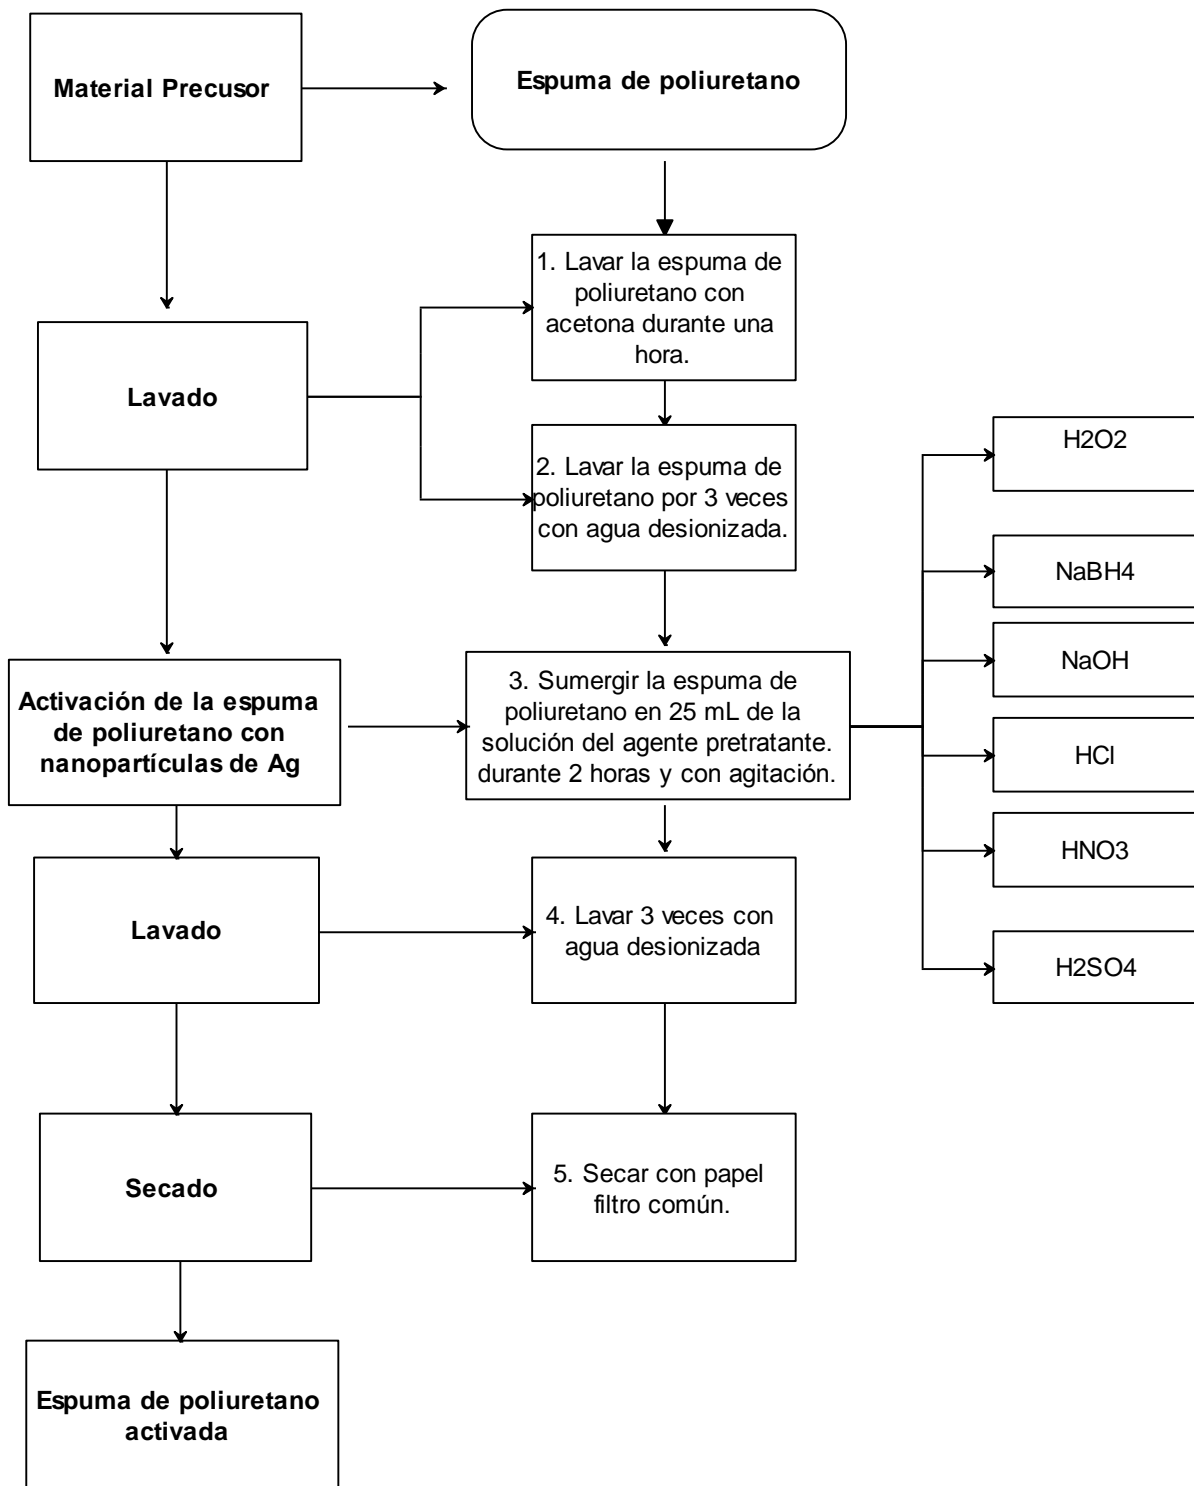 Material Precusor
Espuma de poliuretano
1. Lavar la espuma de
poliuretano con
acetona durante una
hora.
Lavado
2. Lavar la espuma de
poliuretano por 3 veces
con agua desionizada.
H2O2
NaBH4
NaOH
HCl
HNO3
H2SO4
Activación de la espuma
de poliuretano con
nanopartículas de Ag
3. Sumergir la espuma de
poliuretano en 25 mL de la
solución del agente pretratante.
durante 2 horas y con agitación.
Lavado
4. Lavar 3 veces con
agua desionizada
Secado
5. Secar con papel
filtro común.
Espuma de poliuretano
activada